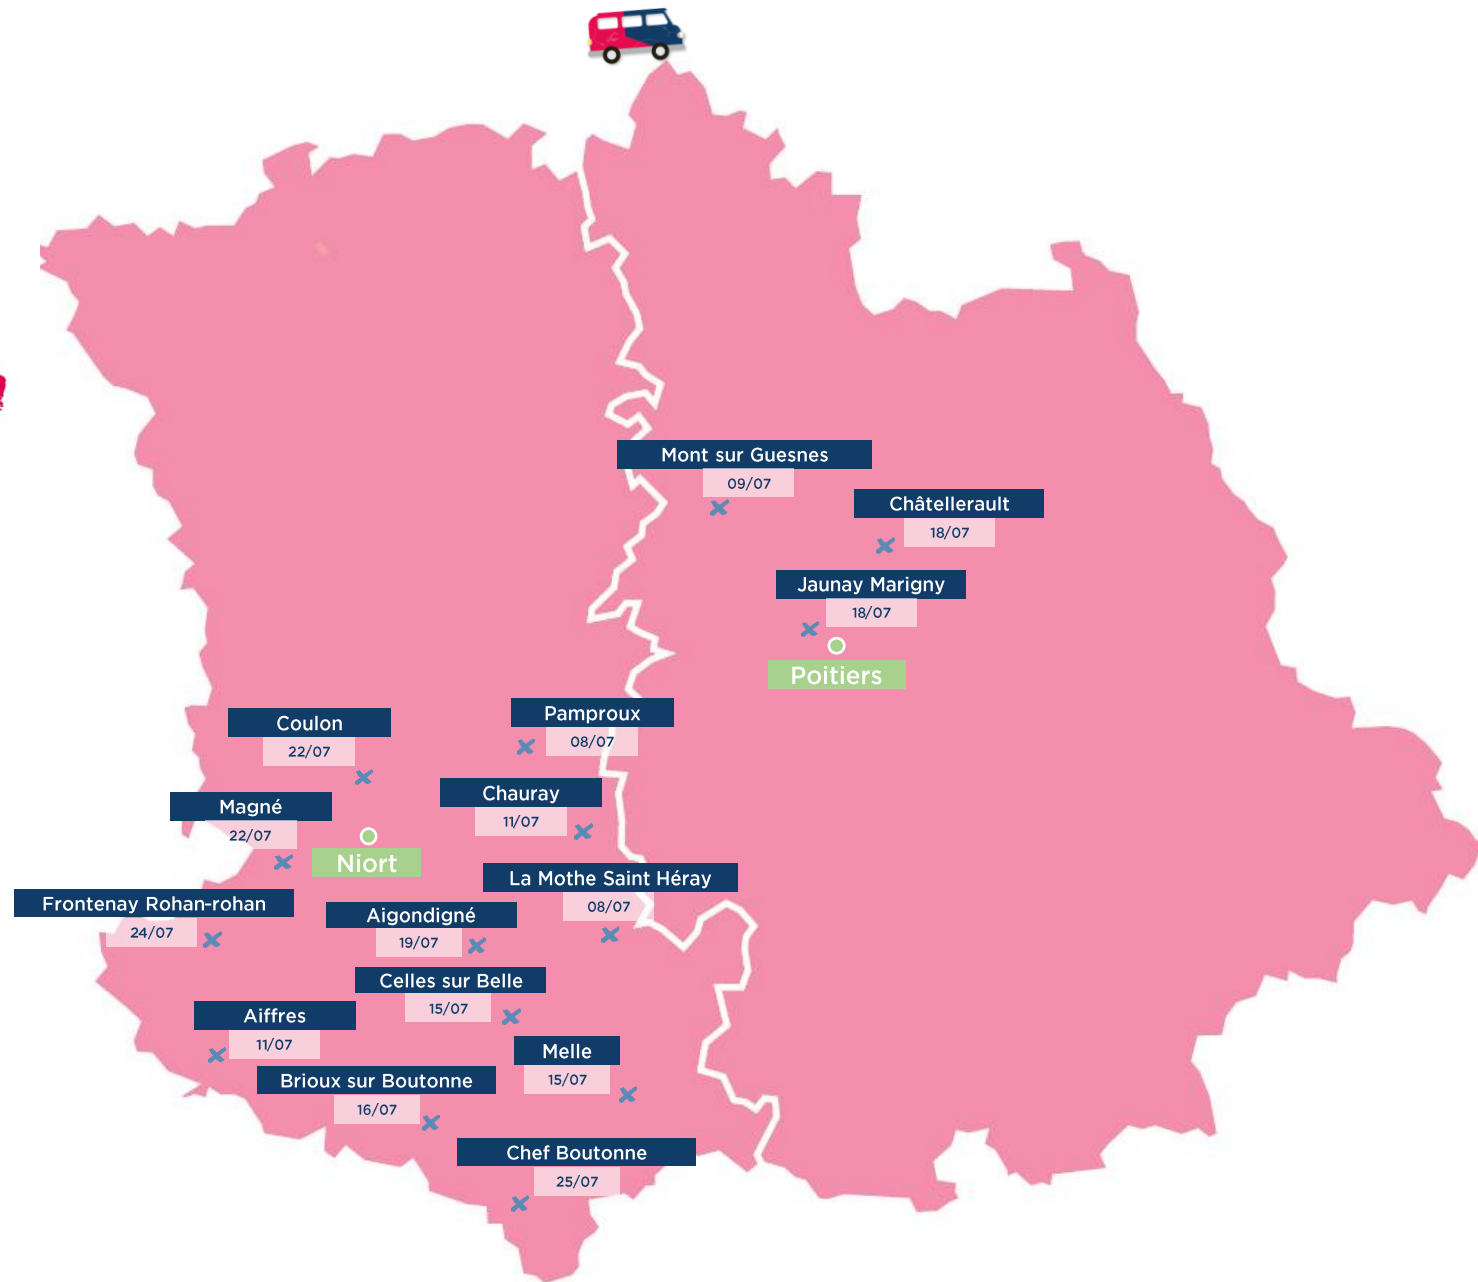 Mont sur Guesnes
09/07
Châtellerault
18/07
Jaunay Marigny
18/07
Poitiers
Pamproux
08/07
Coulon
22/07
Chauray
11/07
Magné
22/07
Niort
La Mothe Saint Héray
08/07
Frontenay Rohan-rohan
24/07
Aigondigné
19/07
Celles sur Belle
15/07
Aiffres
11/07
Melle
15/07
Brioux sur Boutonne
16/07
Chef Boutonne
25/07